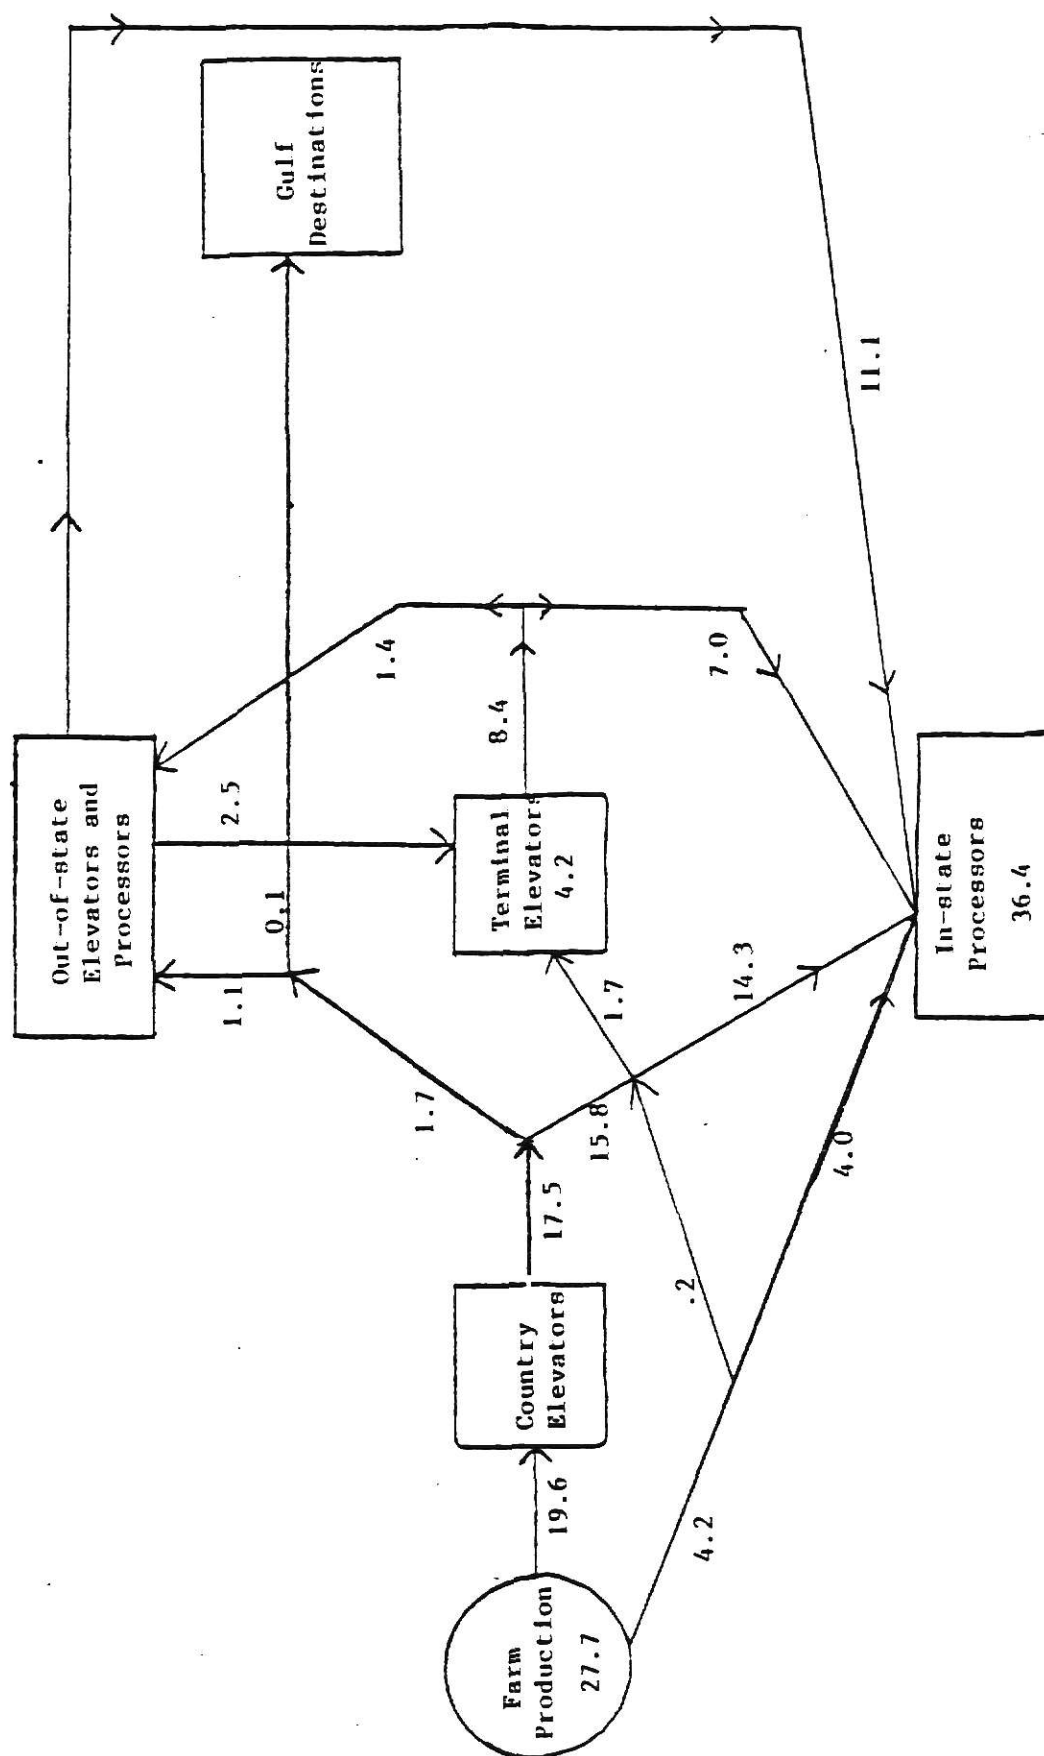 Farm
Production
27.7
19.6
4.2
Country
Elevators
17.5
.2
4.0
1.7
15.8
1.1
0.1
1.7
14.3
Out-of-state
Elevators and
Processors
2.5
Terminal
Elevators
4.2
8.4
1.4
7.0
In-state
Processors
36.4
11.1
Gulf
Destinations